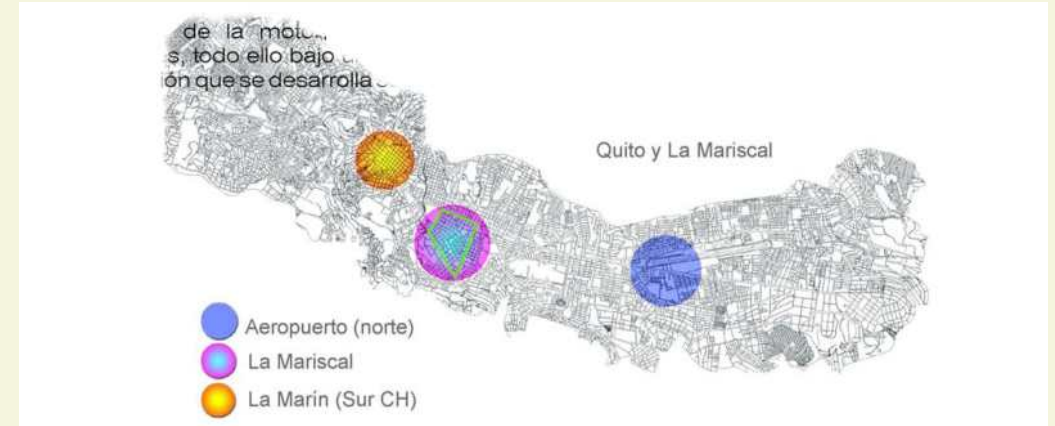 de la
s, todo ello bajo
ón que se desarrolla
Quito y La Mariscal
Aeropuerto (norte)
La Mariscal
La Marín (Sur CH)